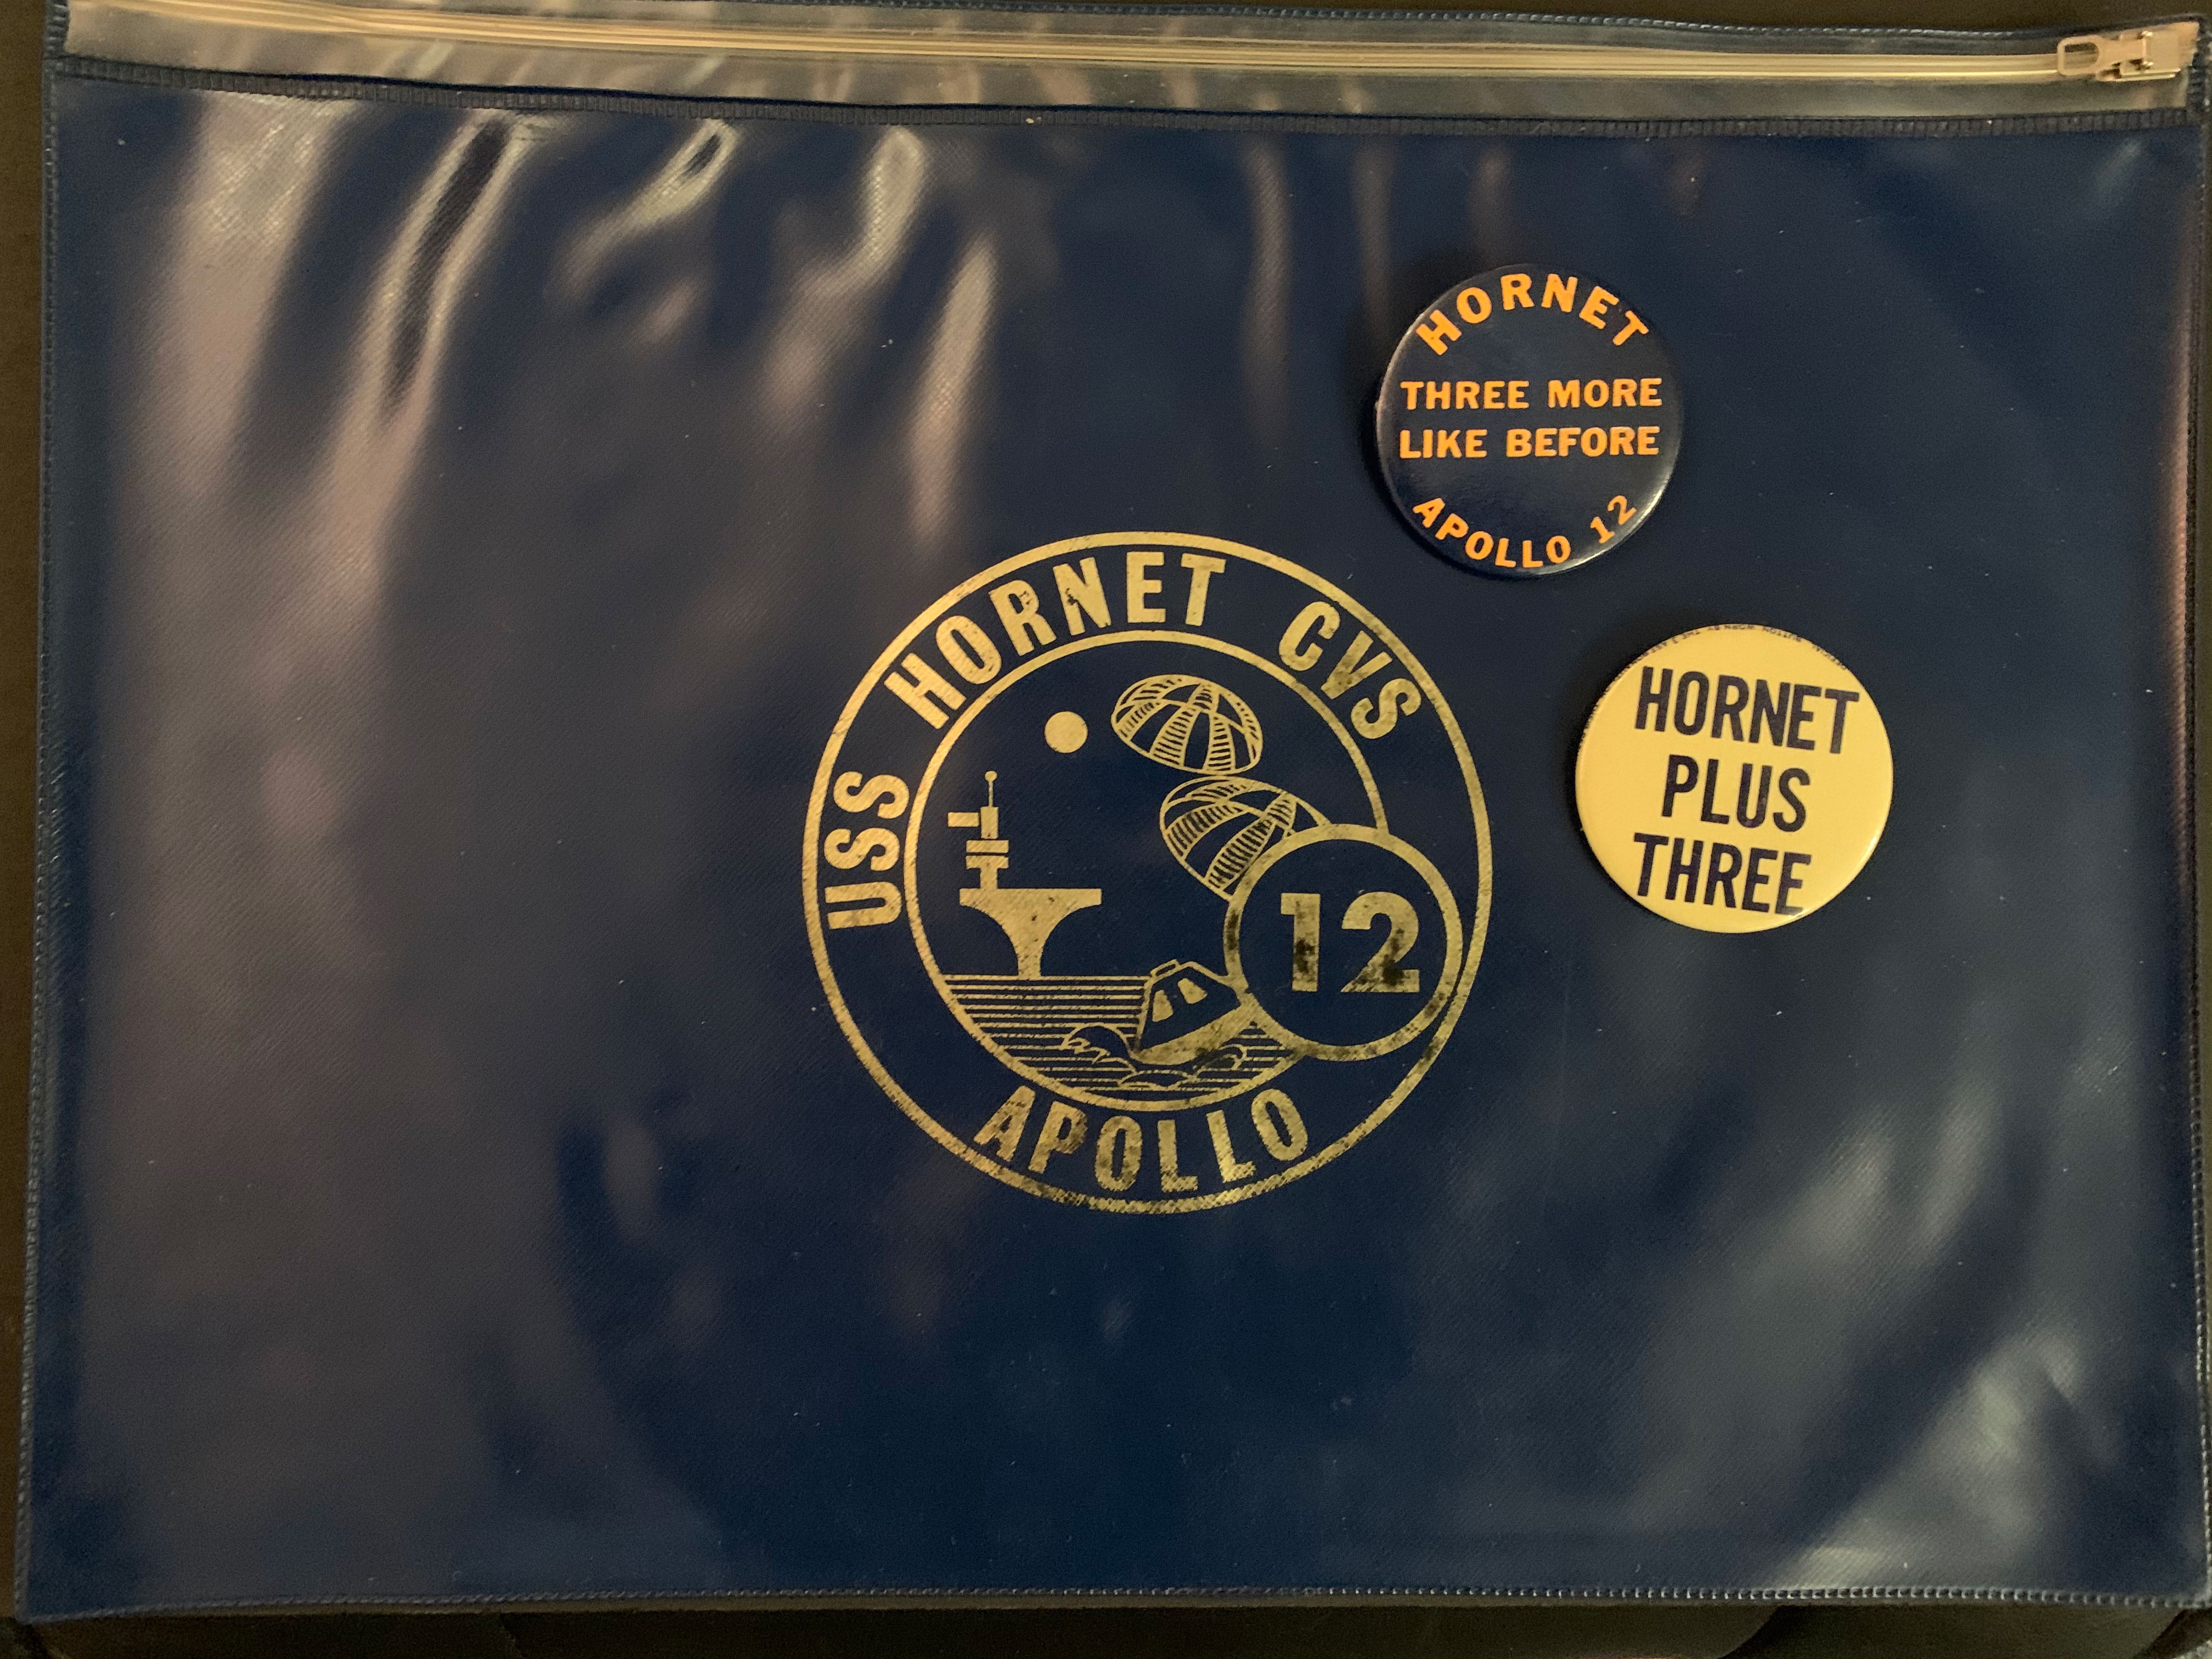 HORNET
THREE MORE
LIKE BEFORE
APOLLO 12
USS HORNET CVS
12
APOLLO
HORNET
PLUS
THREE